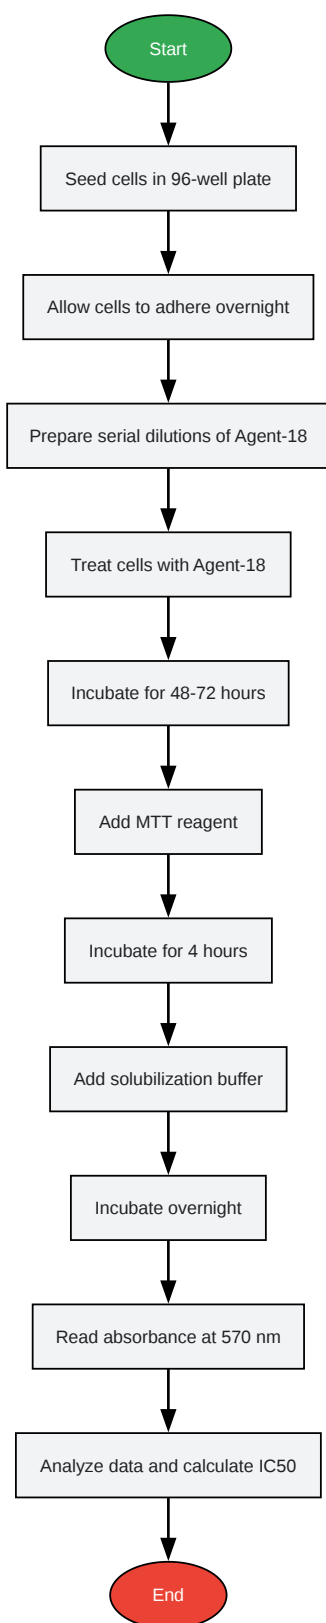 Start
Seed cells in 96-well plate
Allow cells to adhere overnight
Prepare serial dilutions of Agent-18
Treat cells with Agent-18
Incubate for 48-72 hours
Add MTT reagent
Incubate for 4 hours
Add solubilization buffer
Incubate overnight
Read absorbance at 570 nm
Analyze data and calculate IC50
End